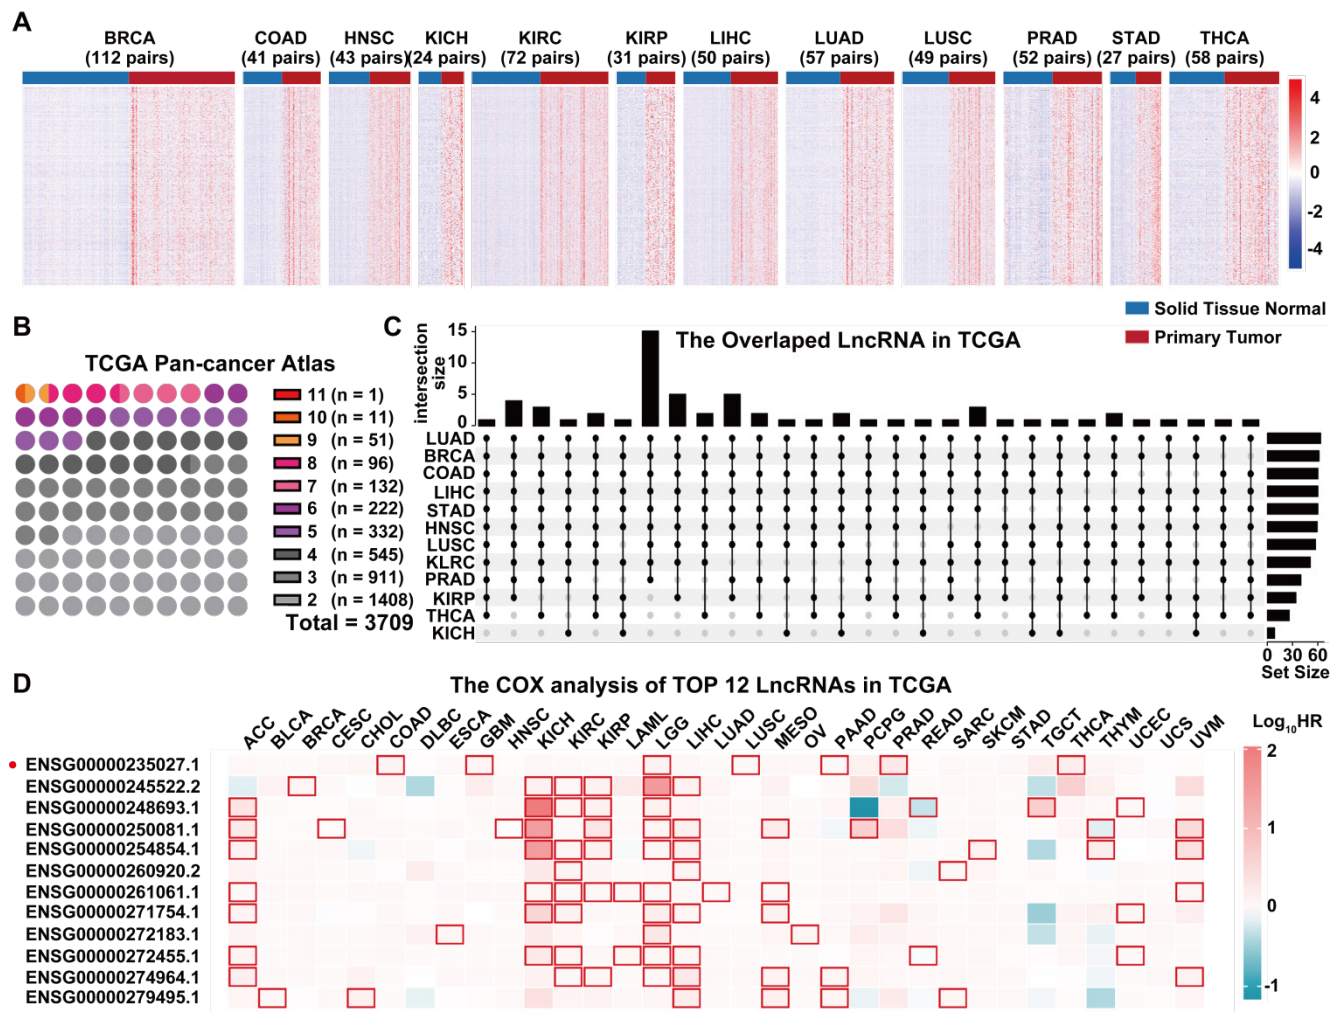 A
BRCA COAD HNSC KICH KIRC KIRP LIHC LUAD LUSC PRAD STAD THCA
(112 pairs) (41 pairs) (43 pairs) (24 pairs) (72 pairs) (31 pairs) (50 pairs) (57 pairs) (49 pairs) (52 pairs) (27 pairs) (58 pairs)
4
2
0
-2
-4
Solid Tissue Normal
Primary Tumor
B
TCGA Pan-cancer Atlas
11 (n = 1)
10 (n = 11)
9 (n = 51)
8 (n = 96)
7 (n = 132)
6 (n = 222)
5 (n = 332)
4 (n = 545)
3 (n = 911)
2 (n = 1408)
Total = 3709
C
The Overlaped LncRNA in TCGA
intersection
size
15
10
5
0
LUAD
BRCA
COAD
LIHC
STAD
HNSC
LUSC
KLRC
PRAD
KIRP
THCA
KICH
0 30 60
Set Size
D
The COX analysis of TOP 12 LncRNAs in TCGA
ACC BLCA BRCA CESC CHOL COAD DLBC ESCA GBM HNSC KICH KIRC KIRP LAML LGG LIHC LUAD LUSC MESO OV PAAD PCPG PRAD READ SARC SKCM STAD TGCT THCA THYM UCEC UCS UVM
ENSG00000235027.1
ENSG00000245522.2
ENSG00000248693.1
ENSG00000250081.1
ENSG00000254854.1
ENSG00000260920.2
ENSG00000261061.1
ENSG00000271754.1
ENSG00000272183.1
ENSG00000272455.1
ENSG00000274964.1
ENSG00000279495.1
Log10HR
2
1
0
-1